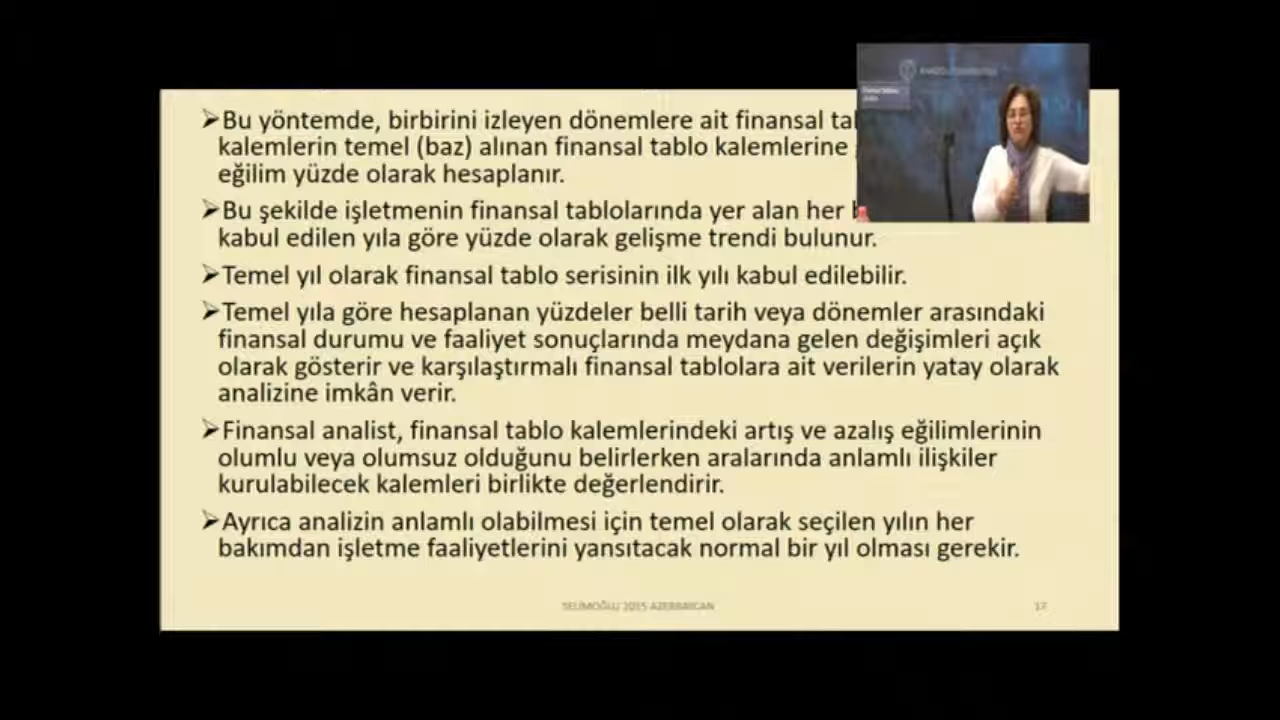 ➢Bu yöntemde, birbirini izleyen dönemlere ait finansal
kalemlerin temel (baz) alınan finansal tablo kalemlerine
eğilim yüzde olarak hesaplanır.
➢Bu şekilde işletmenin finansal tablolarında yer alan her
kabul edilen yıla göre yüzde olarak gelişme trendi bulunur.
➢Temel yıl olarak finansal tablo serisinin ilk yılı kabul edilebilir.
➢Temel yıla göre hesaplanan yüzdeler belli tarih veya dönemler arasındaki
finansal durumu ve faaliyet sonuçlarında meydana gelen değişimleri açık
olarak gösterir ve karşılaştırmalı finansal tablolara ait verilerin yatay olarak
analizine imkân verir.
➢Finansal analist, finansal tablo kalemlerindeki artış ve azalış eğilimlerinin
olumlu veya olumsuz olduğunu belirlerken aralarında anlamlı ilişkiler
kurulabilecek kalemleri birlikte değerlendirir.
➢Ayrıca analizin anlamlı olabilmesi için temel olarak seçilen yılın her
bakımdan işletme faaliyetlerini yansıtacak normal bir yıl olması gerekir.
SELİMOĞLU 2015 AZERBAICAN
17